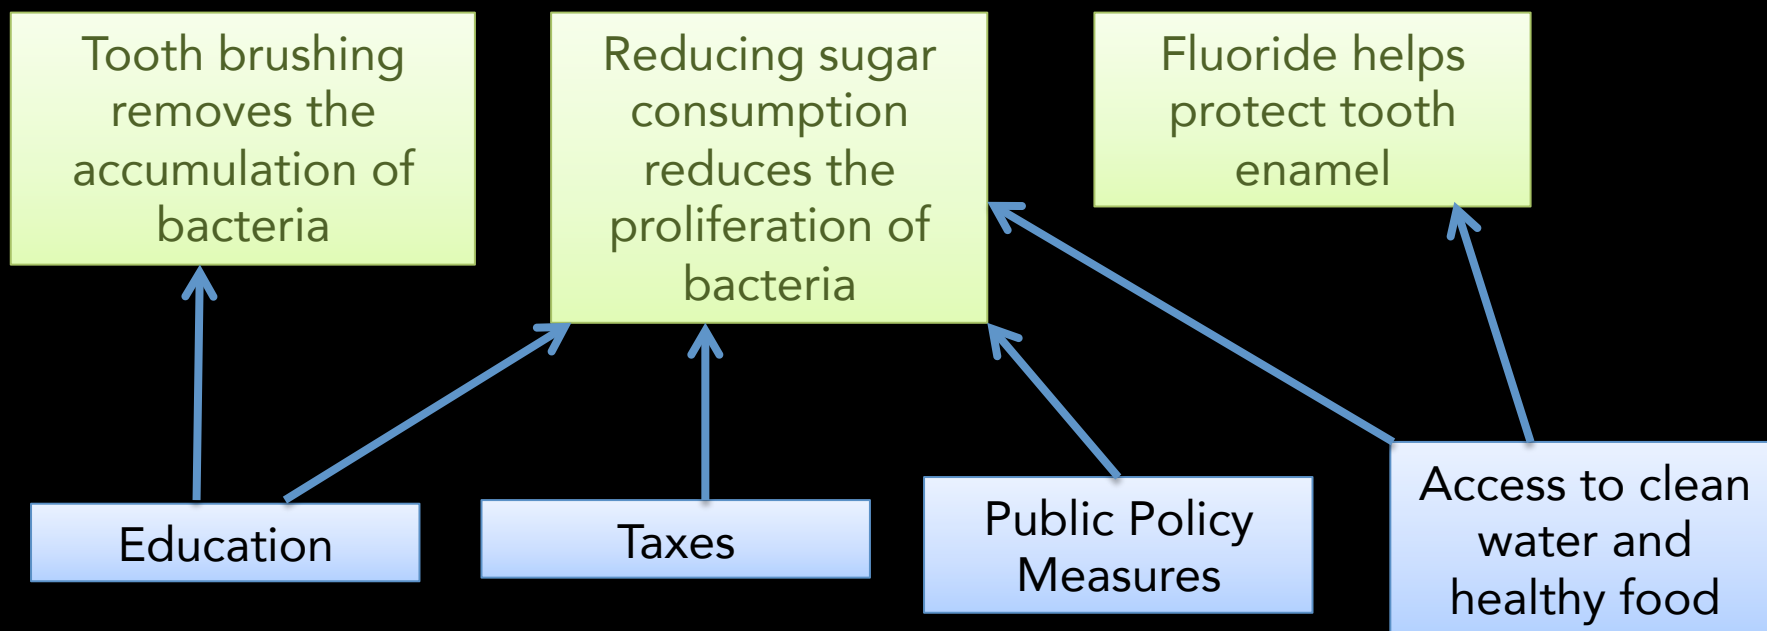 Tooth brushing
removes the
accumulation of
bacteria
Reducing sugar
consumption
reduces the
proliferation of
bacteria
Fluoride helps
protect tooth
enamel
Education
Taxes
Public Policy
Measures
Access to clean
water and
healthy food